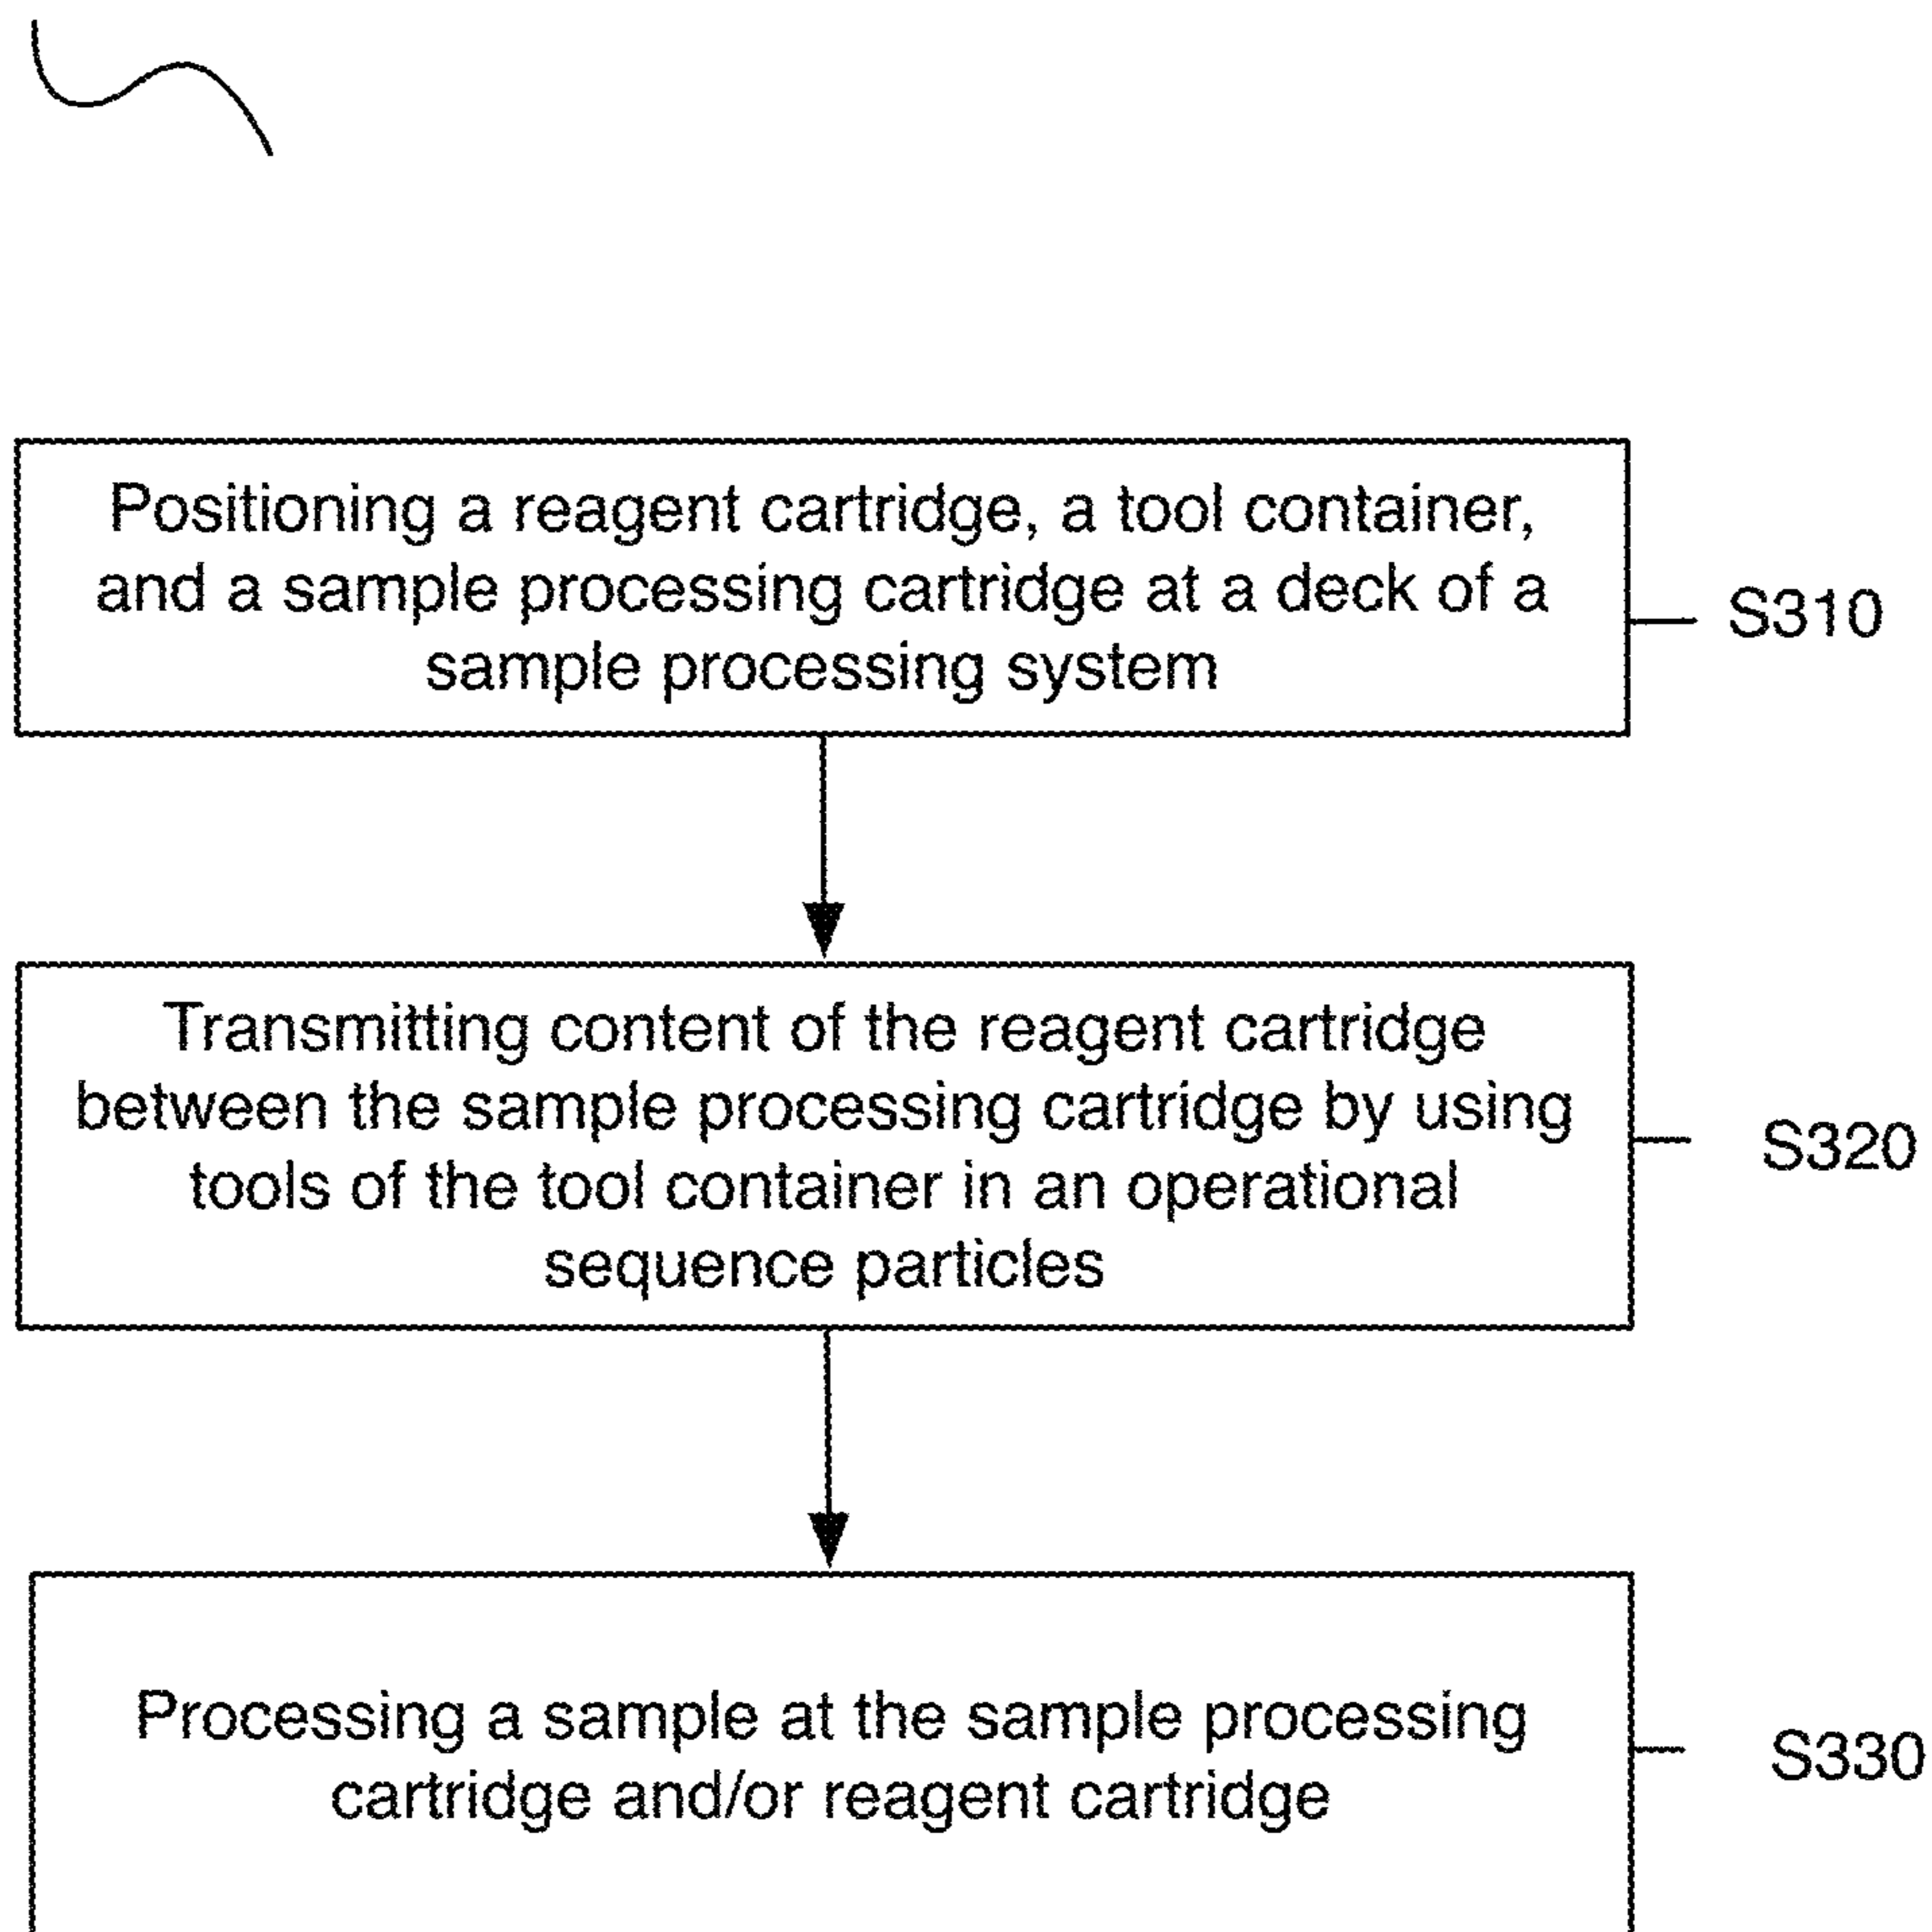 Positioning a reagent cartridge, a tool container,
and a sample processing cartridge at a deck of a
sample processing system
S310
Transmitting content of the reagent cartridge
between the sample processing cartridge by using
tools of the tool container in an operational
sequence particles
S320
Processing a sample at the sample processing
cartridge and/or reagent cartridge
S330